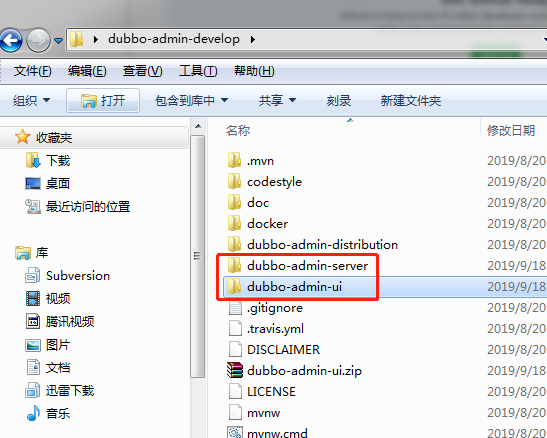 dubbo-admin-develop
文件(F) 编辑(E) 查看(V) 工具(T) 帮助(H)
组织 打开 包含到库中 共享 刻录 新建文件夹
收藏夹
下载
桌面
最近访问的位置
库
Subversion
视频
腾讯视频
图片
文档
迅雷下载
音乐
名称 修改日期
.mvn 2019/8/20
codestyle 2019/8/20
doc 2019/8/20
docker 2019/8/20
dubbo-admin-distribution 2019/8/20
dubbo-admin-server 2019/9/18
dubbo-admin-ui 2019/9/18
.gitignore 2019/8/20
.travis.yml 2019/8/20
DISCLAIMER 2019/8/20
dubbo-admin-ui.zip 2019/9/18
LICENSE 2019/8/20
mvnw 2019/8/20
mvnw.cmd 2019/8/20